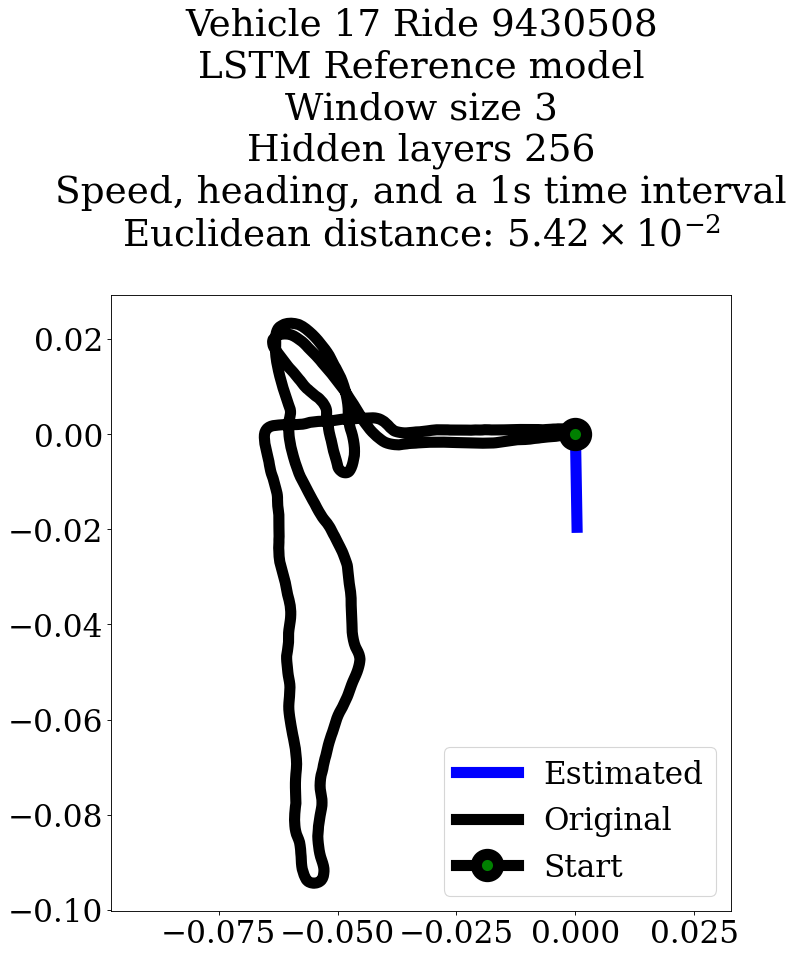 Vehicle 17 Ride 9430508
LSTM Reference model
Window size 3
Hidden layers 256
Speed, heading, and a 1s time interval
Euclidean distance: 5.42 × 10⁻²
0.02
0.00
−0.02
−0.04
−0.06
−0.08
−0.10
Estimated
Original
Start
−0.075 −0.050 −0.025 0.000 0.025